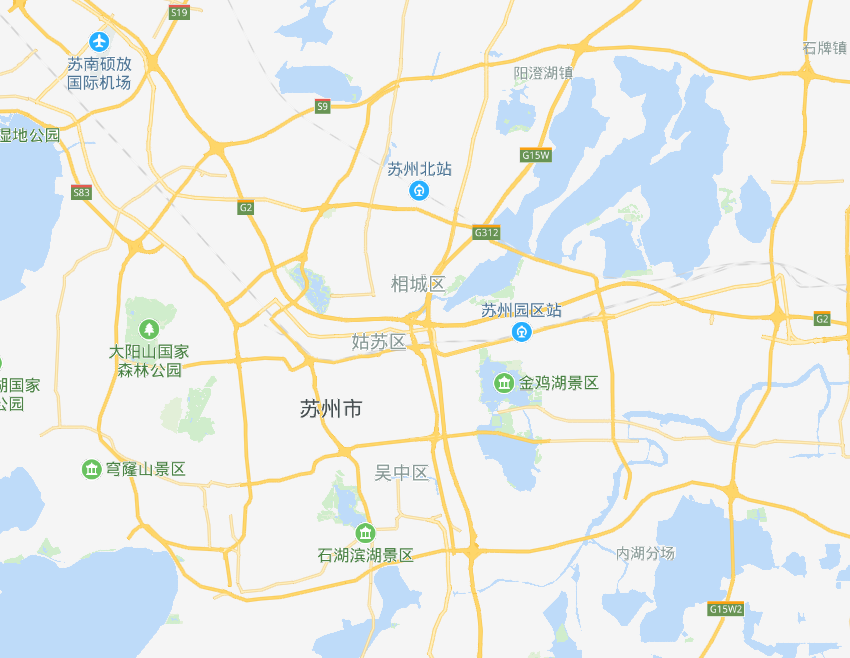 S19
苏南硕放
国际机场
石牌镇
阳澄湖镇
S9
湿地公园
G15W
苏州北站
S83
G2
G312
相城区
苏州园区站
G2
姑苏区
大阳山国家
森林公园
湖国家
公园
金鸡湖景区
苏州市
穹窿山景区
吴中区
石湖滨湖景区
内湖分场
G15W2